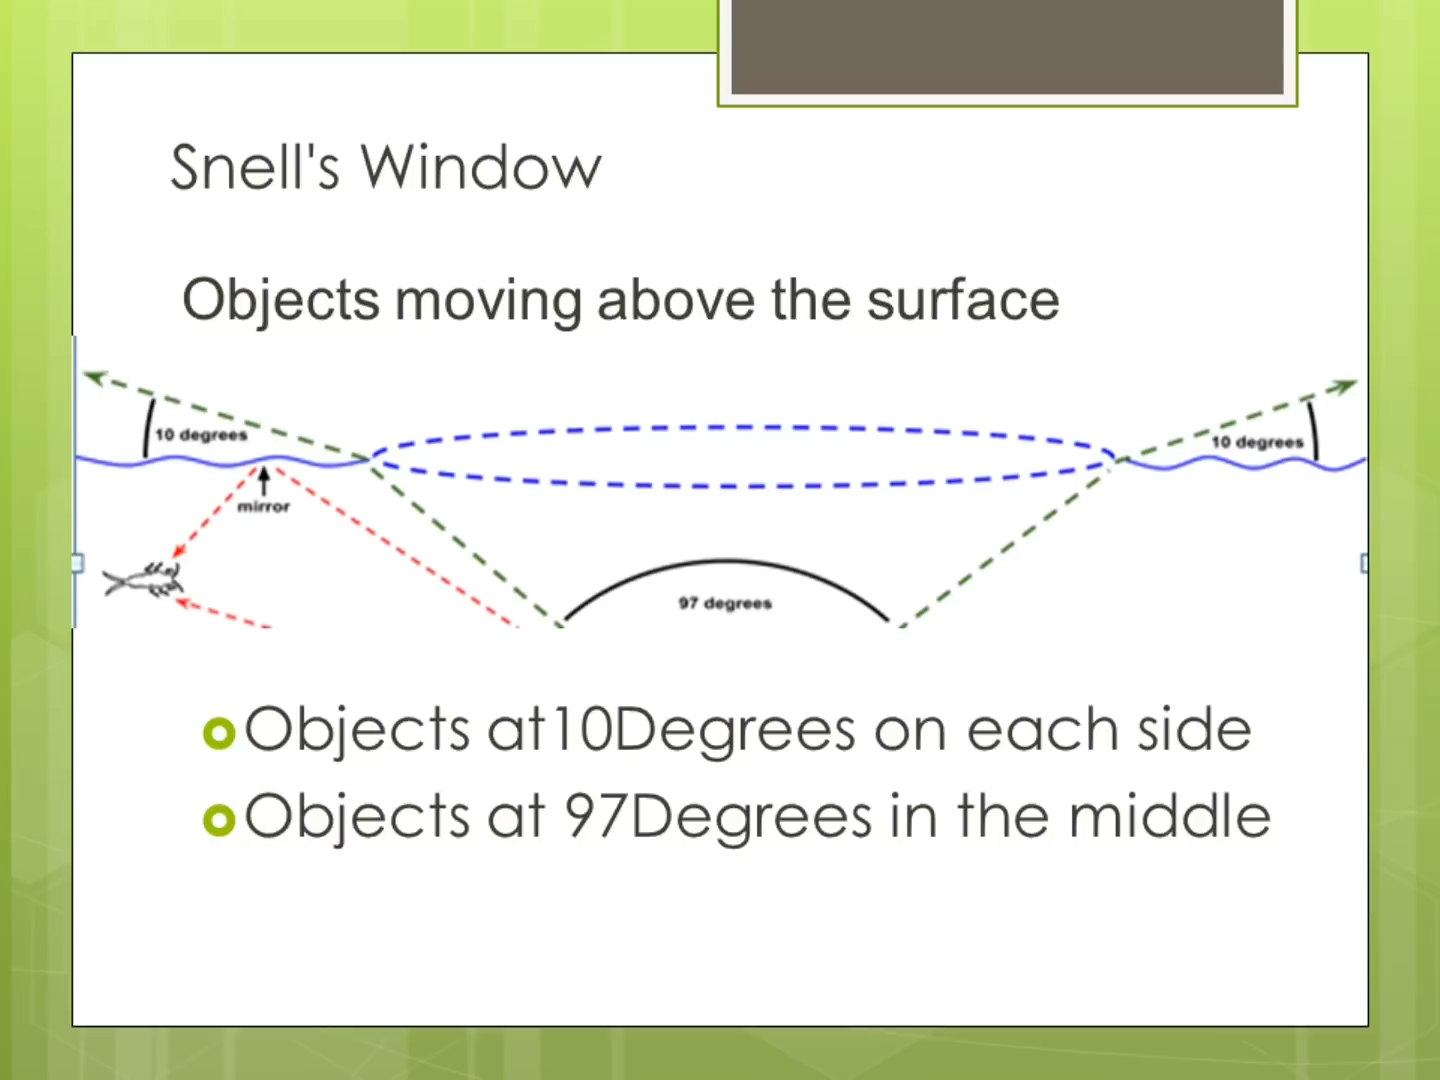 Snell's Window
Objects moving above the surface
10 degrees
10 degrees
mirror
97 degrees
Objects at10Degrees on each side
Objects at 97Degrees in the middle